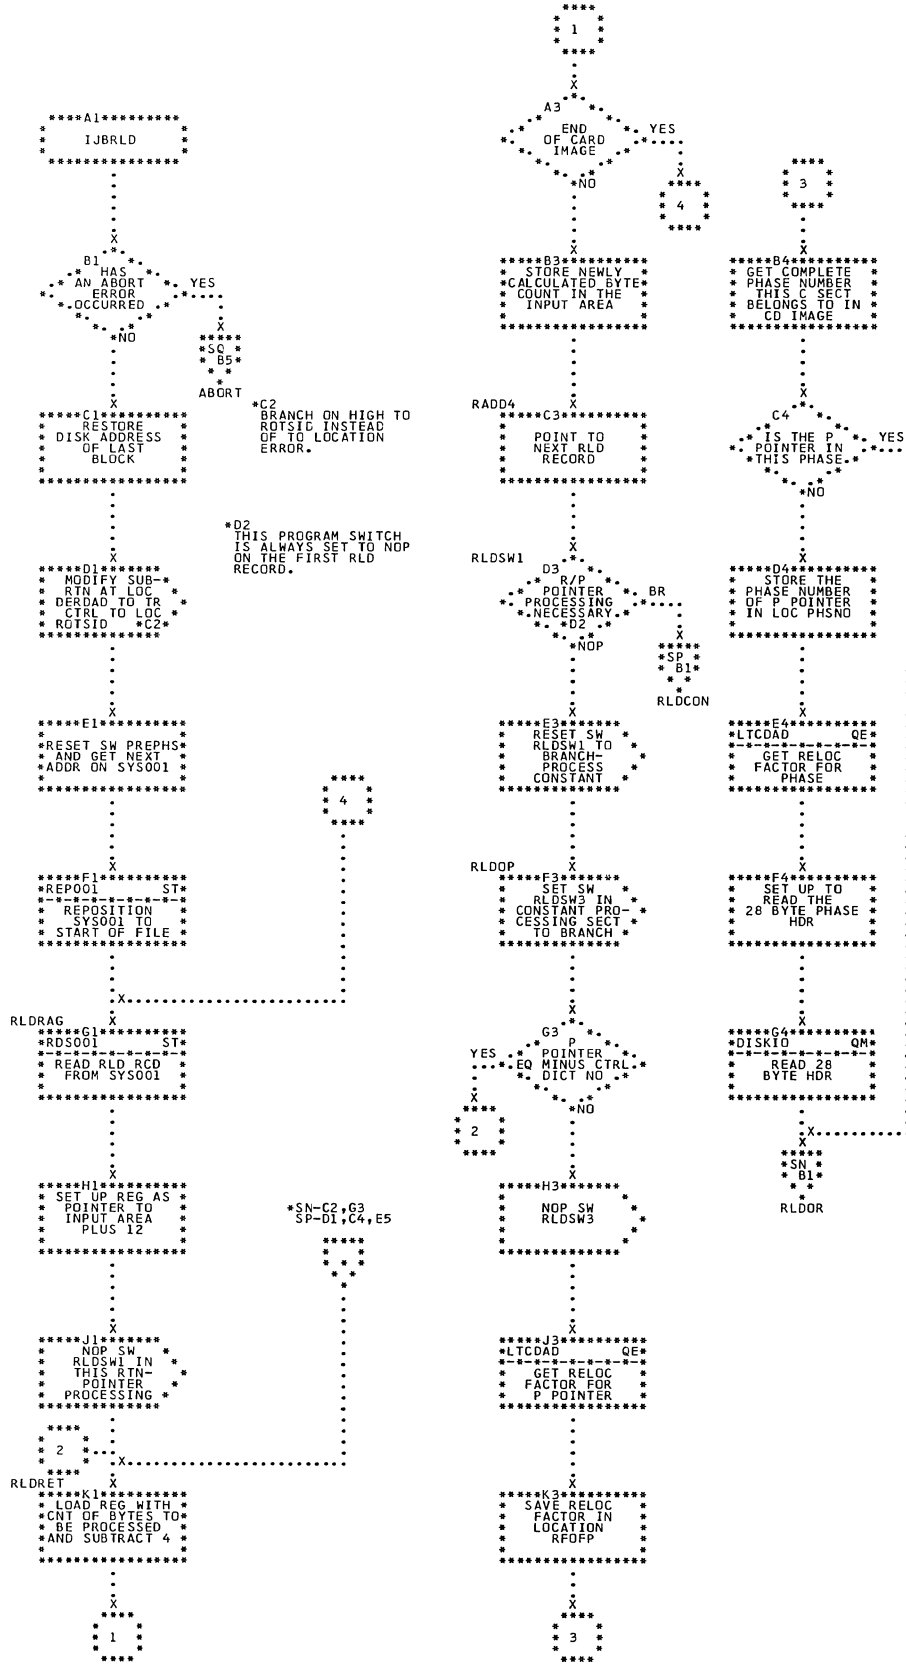 A1
IJBRLD
B1
HAS
AN ABORT
ERROR
OCCURRED
YES
NO
SQ
B5
ABORT
*C2
BRANCH ON HIGH TO
ROTSID INSTEAD
OF TO LOCATION
ERROR.
C1
RESTORE
DISK ADDRESS
OF LAST
BLOCK
*D2
THIS PROGRAM SWITCH
IS ALWAYS SET TO NOP
ON THE FIRST RLD
RECORD.
D1
MODIFY SUB-
RTN AT LOC
DERDAD TO TR
CTRL TO LOC
ROTSID *C2*
E1
RESET SW PREPHS
AND GET NEXT
ADDR ON SYS001
4
F1
REP001 ST
REPOSITION
SYS001 TO
START OF FILE
RLDRAG
G1
RDS001 ST
READ RLD RCD
FROM SYS001
H1
SET UP REG AS
POINTER TO
INPUT AREA
PLUS 12
*SN-C2,G3
SP-D1,C4,E5
J1
NOP SW
RLDSW1 IN
THIS RTN-
POINTER
PROCESSING
2
RLDRET
K1
LOAD REG WITH
CNT OF BYTES TO
BE PROCESSED
AND SUBTRACT 4
1
1
A3
END
OF CARD
IMAGE
YES
NO
4
B3
STORE NEWLY
CALCULATED BYTE
COUNT IN THE
INPUT AREA
RADD4
C3
POINT TO
NEXT RLD
RECORD
RLDSW1
D3
R/P
POINTER
PROCESSING
NECESSARY
*D2
BR
NOP
SP
B1
RLDCON
E3
RESET SW
RLDSW1 TO
BRANCH-
PROCESS
CONSTANT
RLDOP
F3
SET SW
RLDSW3 IN
CONSTANT PRO-
CESSING SECT
TO BRANCH
G3
P
POINTER
EQ MINUS CTRL
DICT NO
YES
NO
2
H3
NOP SW
RLDSW3
J3
LTCDAD QE
GET RELOC
FACTOR FOR
P POINTER
K3
SAVE RELOC
FACTOR IN
LOCATION
RFOFP
3
3
B4
GET COMPLETE
PHASE NUMBER
THIS C SECT
BELONGS TO IN
CD IMAGE
C4
IS THE P
POINTER IN
THIS PHASE
YES
NO
D4
STORE THE
PHASE NUMBER
OF P POINTER
IN LOC PHSNO
E4
LTCDAD QE
GET RELOC
FACTOR FOR
PHASE
F4
SET UP TO
READ THE
28 BYTE PHASE
HDR
G4
DISKIO QM
READ 28
BYTE HDR
SN
B1
RLDOR